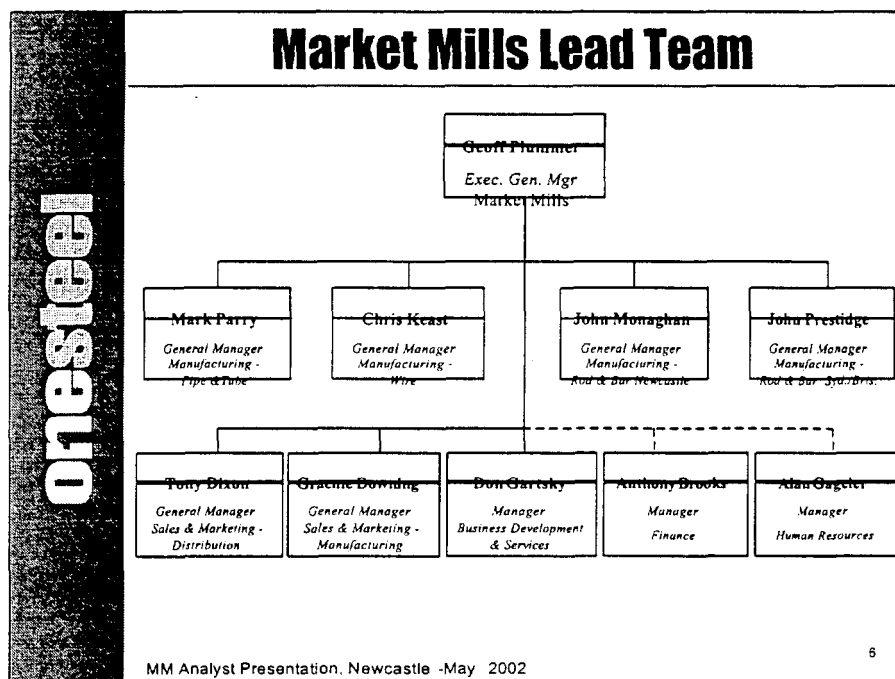 Market Mills Lead Team
onesteel
Geoff Plummer
Exec. Gen. Mgr
Market Mills
Mark Parry
General Manager
Manufacturing -
Pipe & Tube
Chris Keast
General Manager
Manufacturing -
Wire
John Monaghan
General Manager
Manufacturing -
Rod & Bar Newcastle
John Prestidge
General Manager
Manufacturing -
Rod & Bar Syd./Bris.
Tony Dixon
General Manager
Sales & Marketing -
Distribution
Graeme Downing
General Manager
Sales & Marketing -
Manufacturing
Don Gartsky
Manager
Business Development
& Services
Anthony Brooks
Manager
Finance
Alan Gageler
Manager
Human Resources
MM Analyst Presentation, Newcastle -May 2002
6